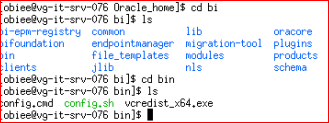 [obiee@vg-it-srv-076 Oracle_home]$ cd bi
[obiee@vg-it-srv-076 bi]$ ls
bi-epm-registry common lib oracore
bifoundation endpointmanager migration-tool plugins
bin file_templates modules products
clients jlib nls schema
[obiee@vg-it-srv-076 bi]$ cd bin
[obiee@vg-it-srv-076 bin]$ ls
config.cmd config.sh vcredist_x64.exe
[obiee@vg-it-srv-076 bin]$